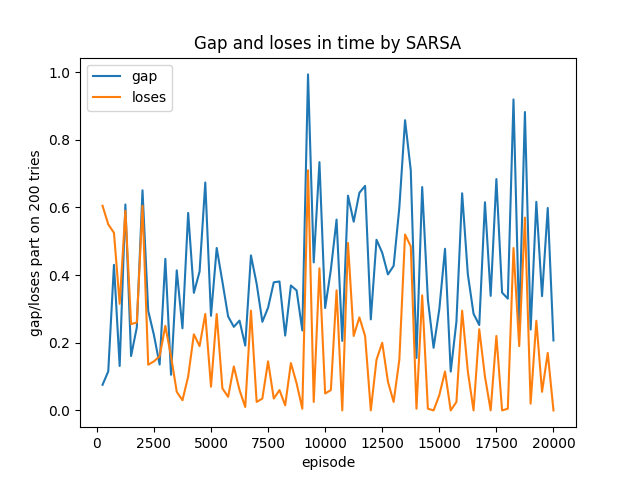 Gap and loses in time by SARSA
gap
loses
gap/loses part on 200 tries
1.0
0.8
0.6
0.4
0.2
0.0
0 2500 5000 7500 10000 12500 15000 17500 20000
episode